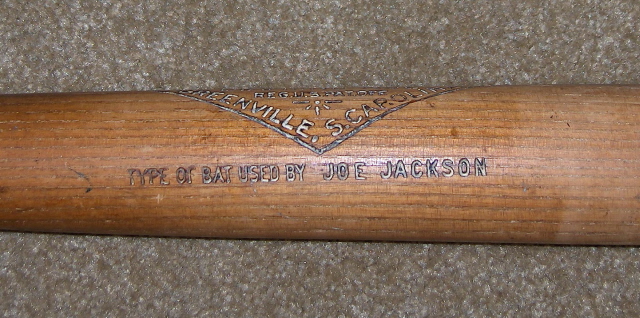 REG. U.S. PAT. OFF.
GREENVILLE, S. CAROLINA
TYPE OF BAT USED BY JOE JACKSON